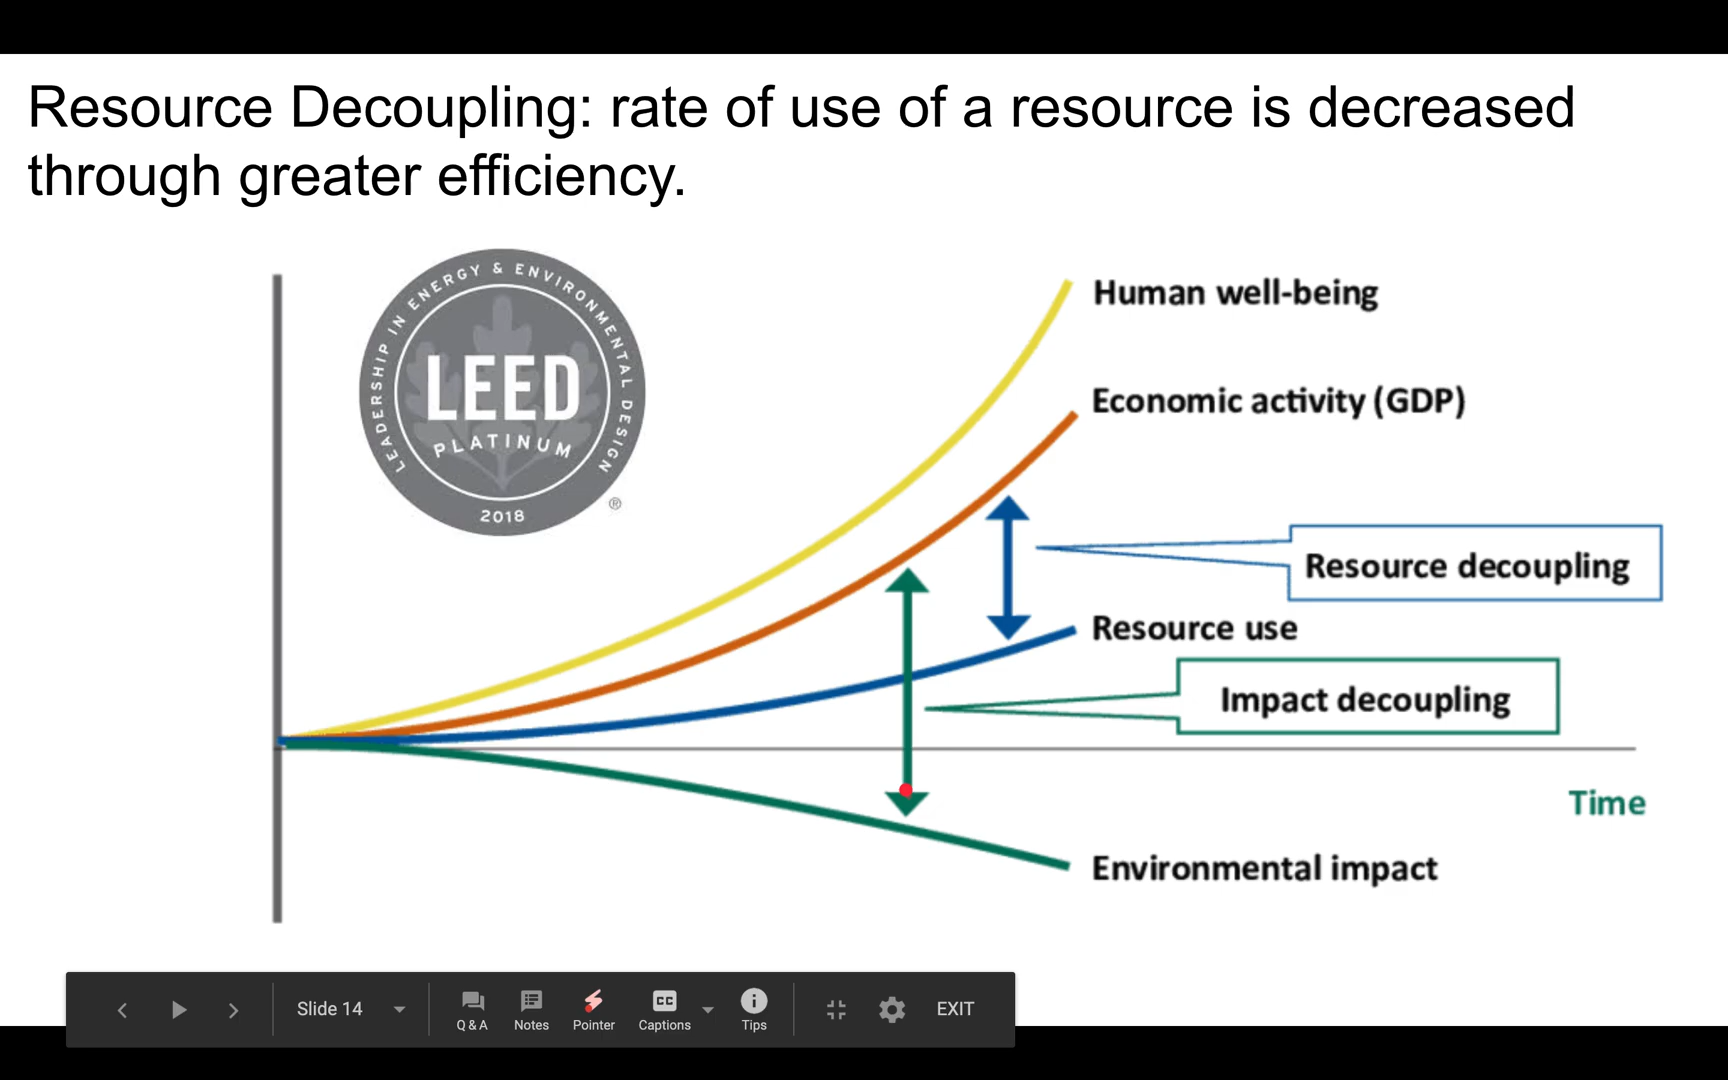 Resource Decoupling: rate of use of a resource is decreased
through greater efficiency.
LEADERSHIP IN ENERGY & ENVIRONMENTAL DESIGN
LEED
PLATINUM
2018
®
Human well-being
Economic activity (GDP)
Resource decoupling
Resource use
Impact decoupling
Time
Environmental impact
Slide 14
Q & A
Notes
Pointer
CC
Captions
i
Tips
EXIT